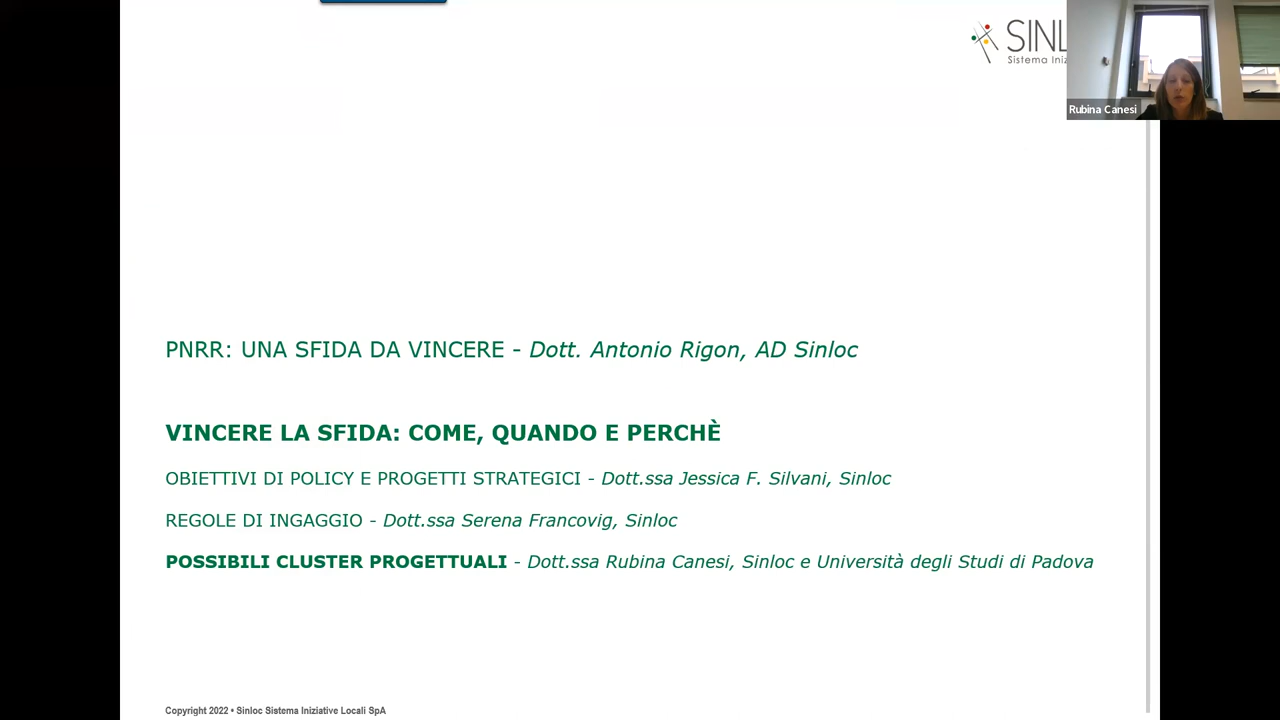 SINL
Sistema Iniz
Rubina Canesi
PNRR: UNA SFIDA DA VINCERE - Dott. Antonio Rigon, AD Sinloc
VINCERE LA SFIDA: COME, QUANDO E PERCHÈ
OBIETTIVI DI POLICY E PROGETTI STRATEGICI - Dott.ssa Jessica F. Silvani, Sinloc
REGOLE DI INGAGGIO - Dott.ssa Serena Francovig, Sinloc
POSSIBILI CLUSTER PROGETTUALI - Dott.ssa Rubina Canesi, Sinloc e Università degli Studi di Padova
Copyright 2022 • Sinloc Sistema Iniziative Locali SpA